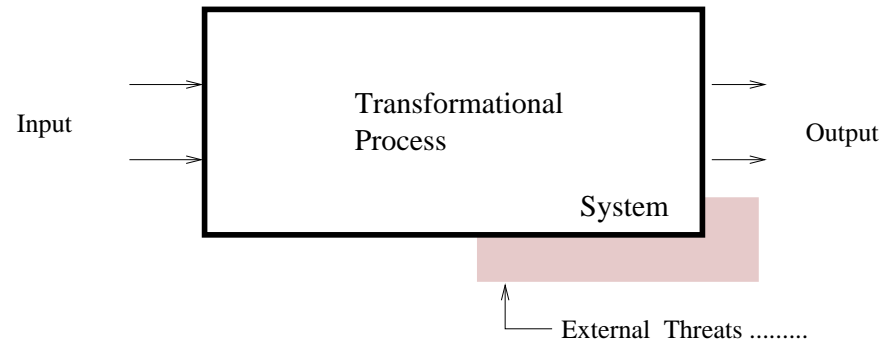 Transformational
Process
Input
Output
System
External Threats .........